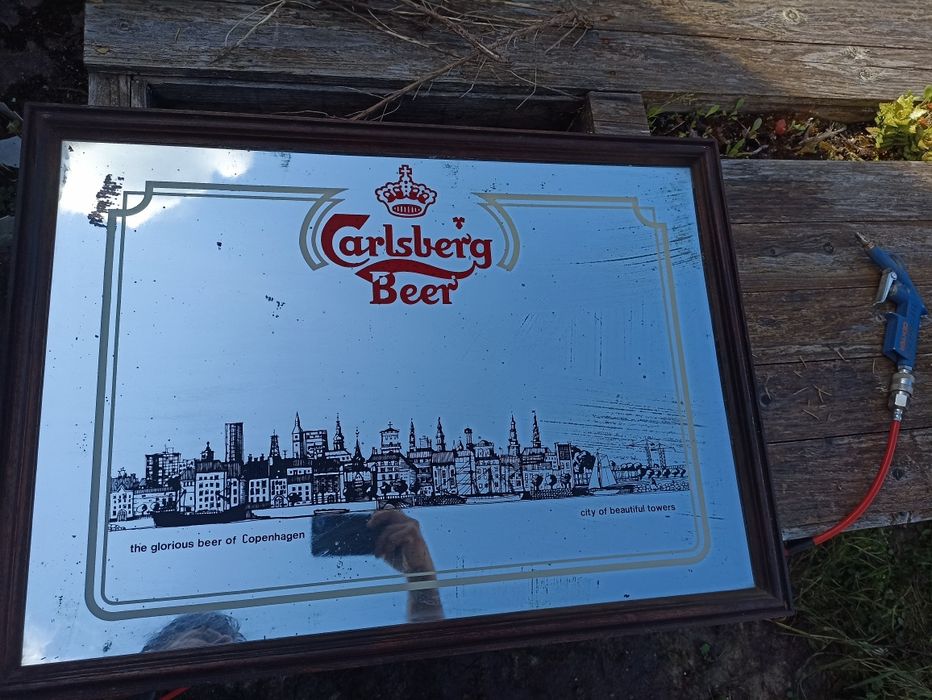 Carlsberg
Beer
the glorious beer of Copenhagen
city of beautiful towers